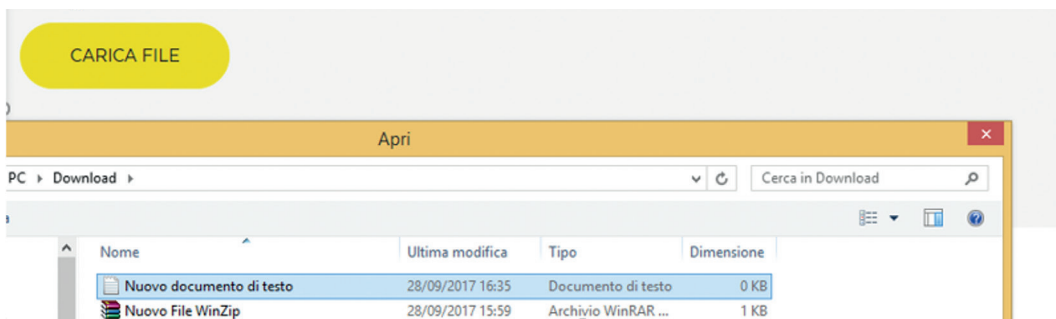 CARICA FILE
Apri
PC Download
Cerca in Download
Nome Ultima modifica Tipo Dimensione
Nuovo documento di testo 28/09/2017 16:35 Documento di testo 0 KB
Nuovo File WinZip 28/09/2017 15:59 Archivio WinRAR ... 1 KB